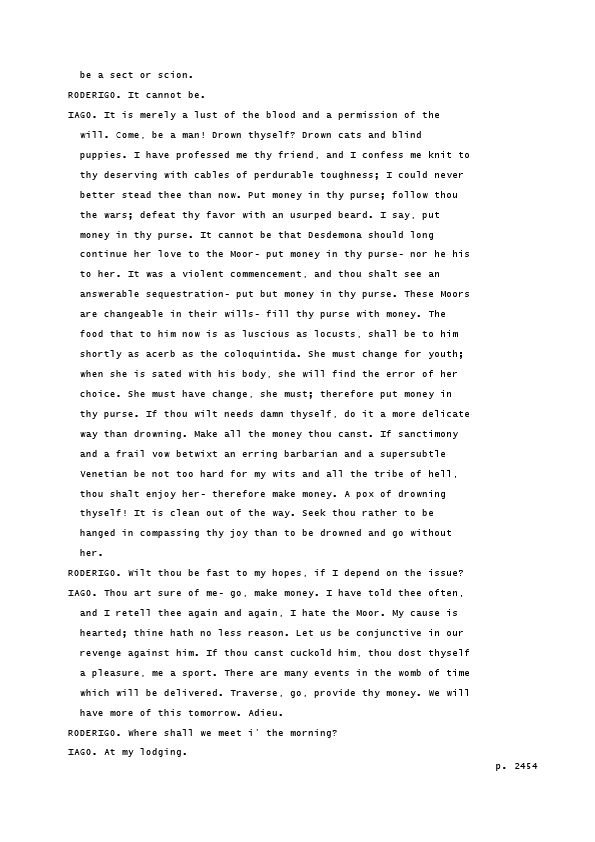 be a sect or scion.
RODERIGO. It cannot be.
IAGO. It is merely a lust of the blood and a permission of the
will. Come, be a man! Drown thyself? Drown cats and blind
puppies. I have professed me thy friend, and I confess me knit to
thy deserving with cables of perdurable toughness; I could never
better stead thee than now. Put money in thy purse; follow thou
the wars; defeat thy favor with an usurped beard. I say, put
money in thy purse. It cannot be that Desdemona should long
continue her love to the Moor- put money in thy purse- nor he his
to her. It was a violent commencement, and thou shalt see an
answerable sequestration- put but money in thy purse. These Moors
are changeable in their wills- fill thy purse with money. The
food that to him now is as luscious as locusts, shall be to him
shortly as acerb as the coloquintida. She must change for youth;
when she is sated with his body, she will find the error of her
choice. She must have change, she must; therefore put money in
thy purse. If thou wilt needs damn thyself, do it a more delicate
way than drowning. Make all the money thou canst. If sanctimony
and a frail vow betwixt an erring barbarian and a supersubtle
Venetian be not too hard for my wits and all the tribe of hell,
thou shalt enjoy her- therefore make money. A pox of drowning
thyself! It is clean out of the way. Seek thou rather to be
hanged in compassing thy joy than to be drowned and go without
her.
RODERIGO. Wilt thou be fast to my hopes, if I depend on the issue?
IAGO. Thou art sure of me- go, make money. I have told thee often,
and I retell thee again and again, I hate the Moor. My cause is
hearted; thine hath no less reason. Let us be conjunctive in our
revenge against him. If thou canst cuckold him, thou dost thyself
a pleasure, me a sport. There are many events in the womb of time
which will be delivered. Traverse, go, provide thy money. We will
have more of this tomorrow. Adieu.
RODERIGO. Where shall we meet i' the morning?
IAGO. At my lodging.
p. 2454